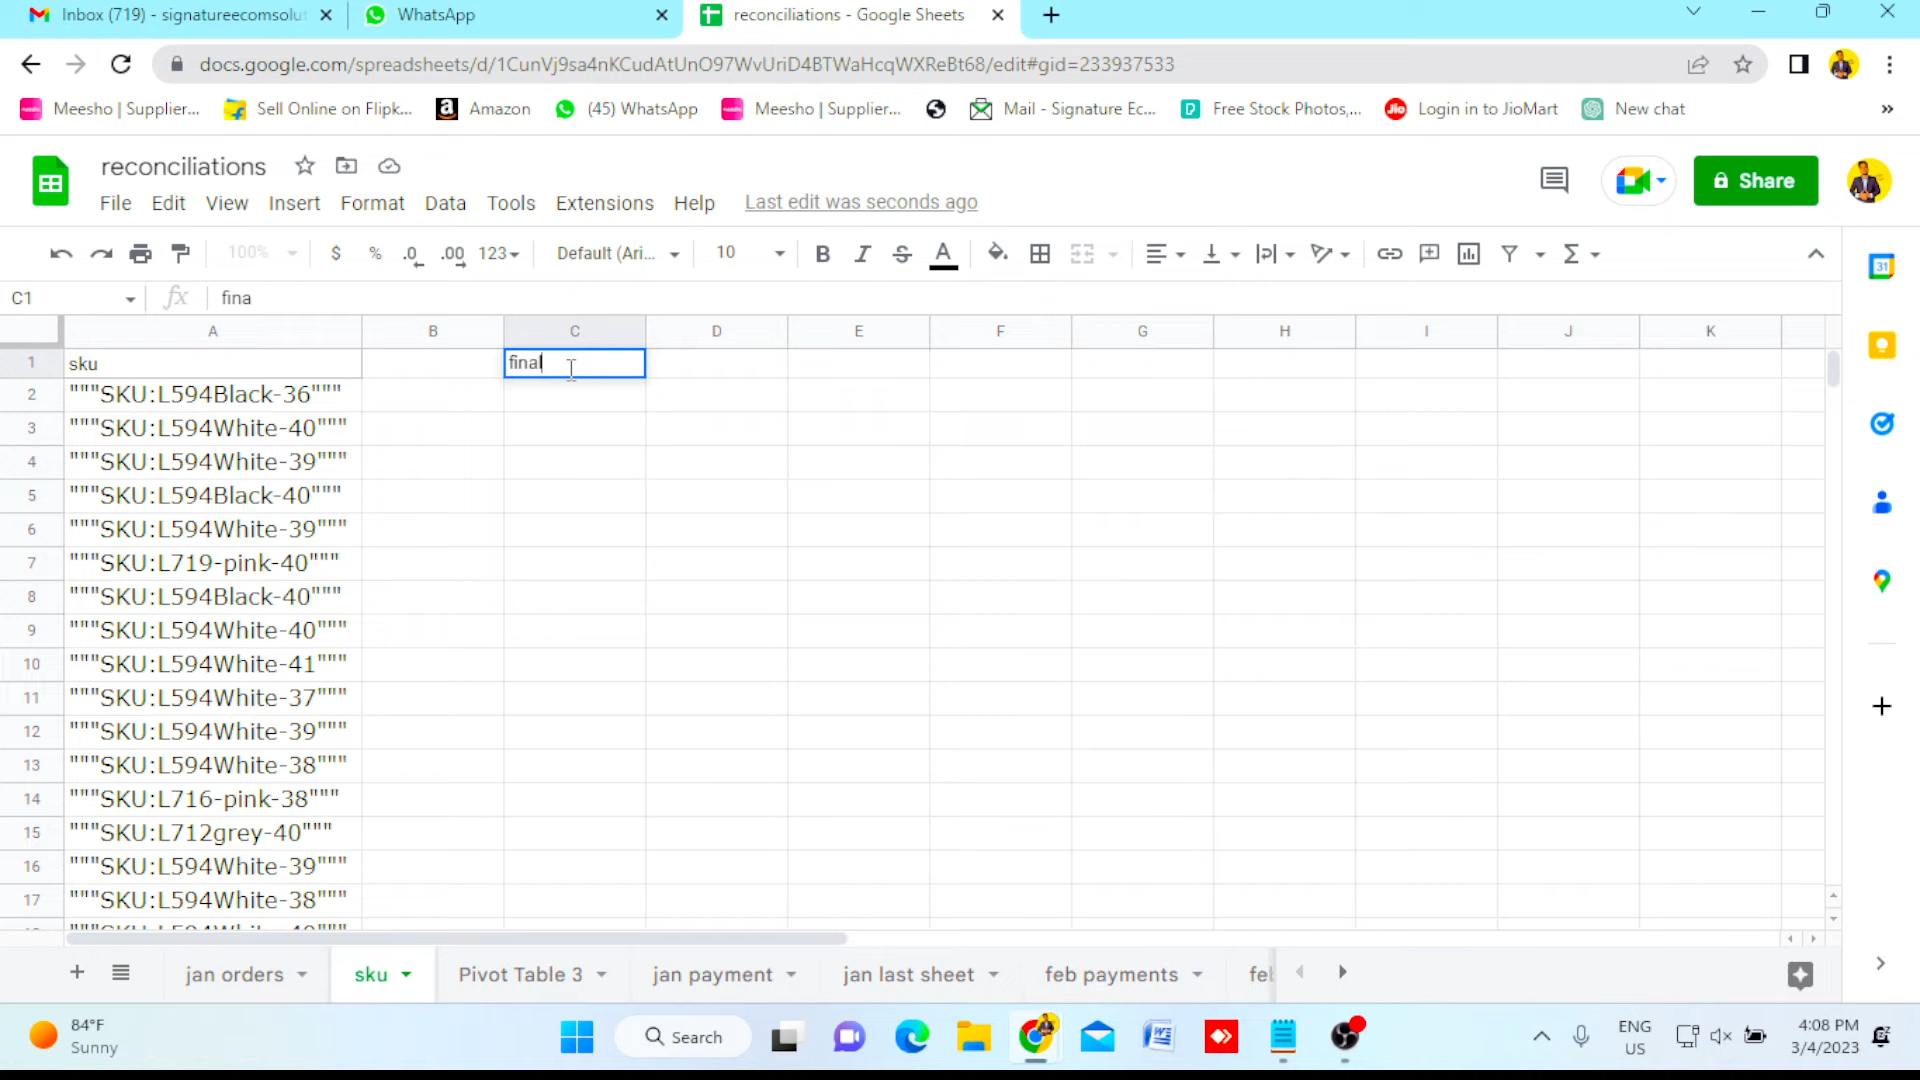 Inbox (719) - signatureecomsolut
WhatsApp
reconciliations - Google Sheets
docs.google.com/spreadsheets/d/1CunVj9sa4nKCudAtUnO97WvUriD4BTWaHcqWXReBt68/edit#gid=233937533
Meesho | Supplier...
Sell Online on Flipk...
Amazon
(45) WhatsApp
Meesho | Supplier...
Mail - Signature Ec...
Free Stock Photos,...
Login in to JioMart
New chat
»
reconciliations
File Edit View Insert Format Data Tools Extensions Help Last edit was seconds ago
Share
100% $ % .0 .00 123 Default (Ari... 10 B I S A Σ
31
C1 fx fina
A B C D E F G H I J K
1 sku final
2 """SKU:L594Black-36"""
3 """SKU:L594White-40"""
4 """SKU:L594White-39"""
5 """SKU:L594Black-40"""
6 """SKU:L594White-39"""
7 """SKU:L719-pink-40"""
8 """SKU:L594Black-40"""
9 """SKU:L594White-40"""
10 """SKU:L594White-41"""
11 """SKU:L594White-37"""
12 """SKU:L594White-39"""
13 """SKU:L594White-38"""
14 """SKU:L716-pink-38"""
15 """SKU:L712grey-40"""
16 """SKU:L594White-39"""
17 """SKU:L594White-38"""
jan orders sku Pivot Table 3 jan payment jan last sheet feb payments
84°F
Sunny
Search
ENG
US
4:08 PM
3/4/2023